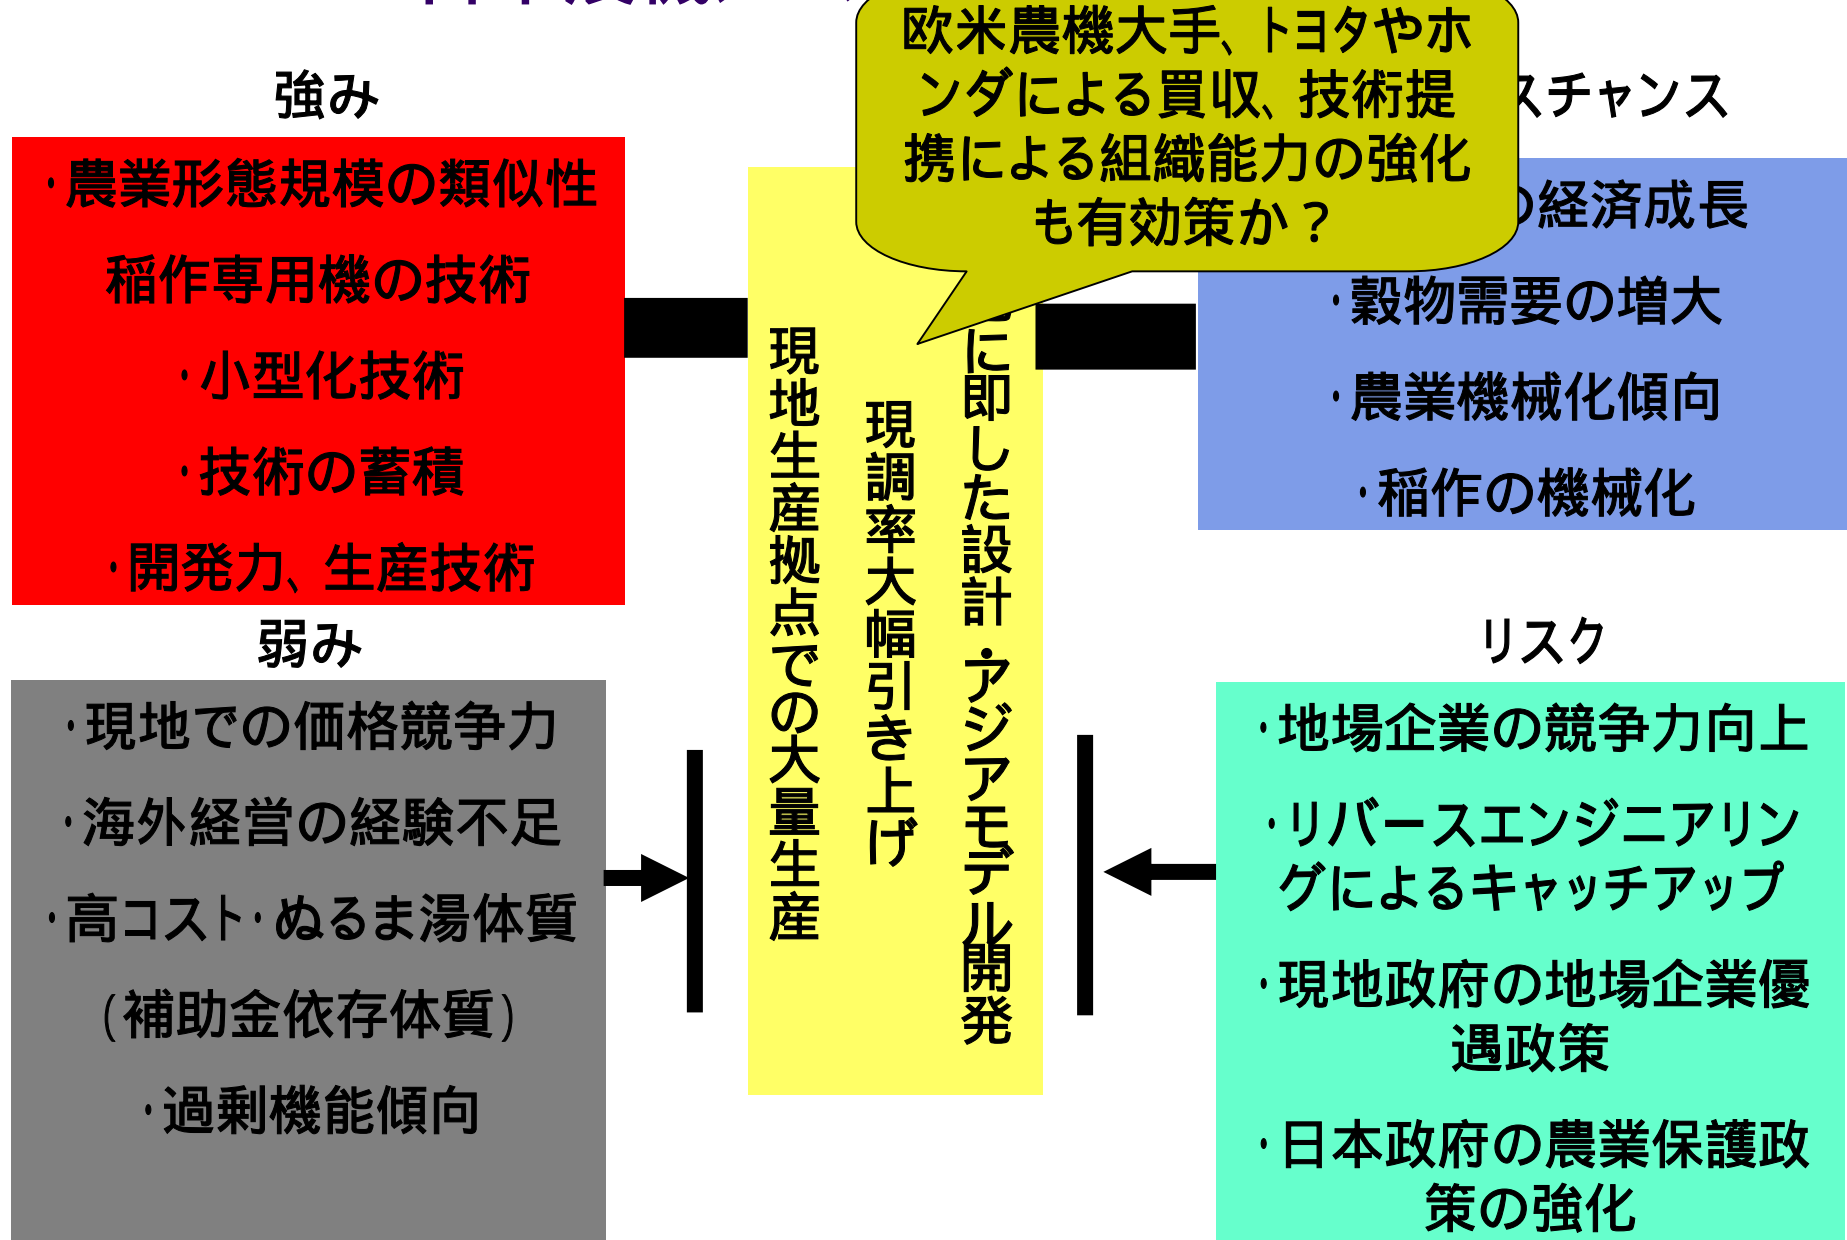 欧米農機大手、トヨタやホ
ンダによる買収、技術提
携による組織能力の強化
も有効策か？
強み
・農業形態規模の類似性
稲作専用機の技術
・小型化技術
・技術の蓄積
・開発力、生産技術
弱み
・現地での価格競争力
・海外経営の経験不足
・高コスト・ぬるま湯体質
(補助金依存体質)
・過剰機能傾向
に即した設計・アジアモデル開発
現調率大幅引き上げ
現地生産拠点での大量生産
スチャンス
の経済成長
・穀物需要の増大
・農業機械化傾向
・稲作の機械化
リスク
・地場企業の競争力向上
・リバースエンジニアリン
グによるキャッチアップ
・現地政府の地場企業優
遇政策
・日本政府の農業保護政
策の強化